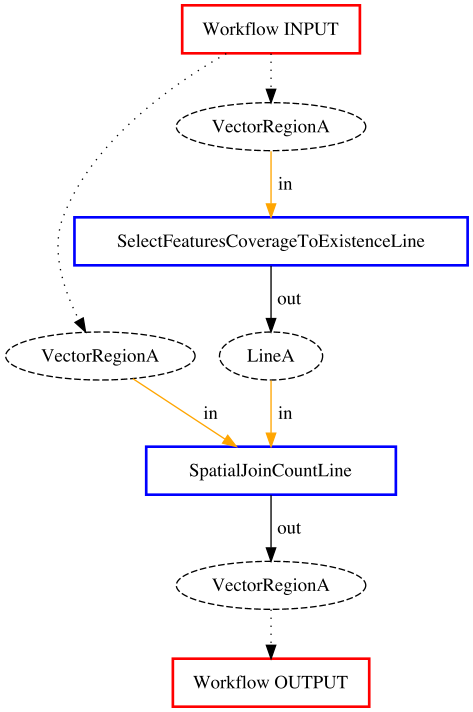 Workflow INPUT
VectorRegionA
in
SelectFeaturesCoverageToExistenceLine
out
VectorRegionA
LineA
in
in
SpatialJoinCountLine
out
VectorRegionA
Workflow OUTPUT